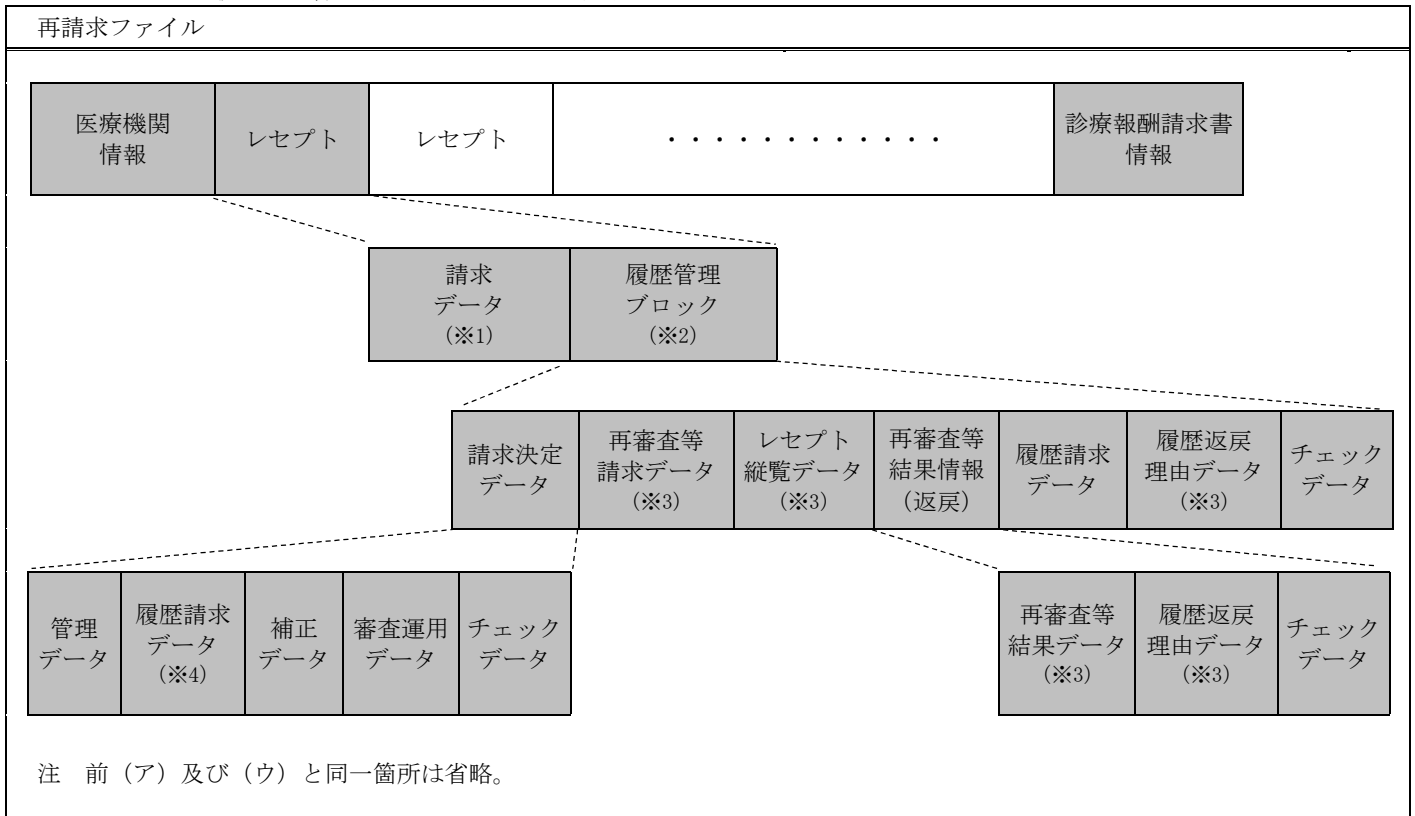 再請求ファイル
医療機関
情報
レセプト
レセプト
・・・・・・・・・・・・
診療報酬請求書
情報
請求
データ
(※1)
履歴管理
ブロック
(※2)
請求決定
データ
再審査等
請求データ
(※3)
レセプト
縦覧データ
(※3)
再審査等
結果情報
(返戻)
履歴請求
データ
履歴返戻
理由データ
(※3)
チェック
データ
管理
データ
履歴請求
データ
(※4)
補正
データ
審査運用
データ
チェック
データ
再審査等
結果データ
(※3)
履歴返戻
理由データ
(※3)
チェック
データ
注　前（ア）及び（ウ）と同一箇所は省略。